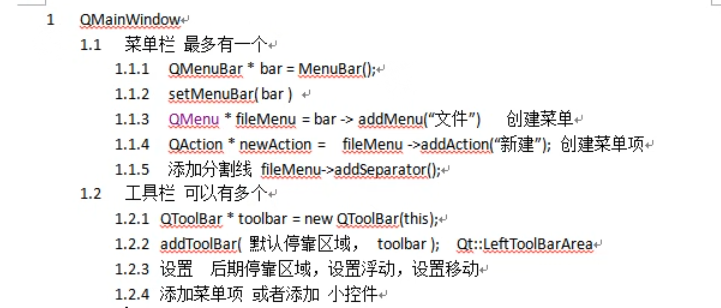 1 QMainWindow
1.1 菜单栏 最多有一个
1.1.1 QMenuBar * bar = MenuBar();
1.1.2 setMenuBar( bar )
1.1.3 QMenu * fileMenu = bar -> addMenu(“文件”) 创建菜单
1.1.4 QAction * newAction = fileMenu ->addAction(“新建”); 创建菜单项
1.1.5 添加分割线 fileMenu->addSeparator();
1.2 工具栏 可以有多个
1.2.1 QToolBar * toolbar = new QToolBar(this);
1.2.2 addToolBar( 默认停靠区域， toolbar ); Qt::LeftToolBarArea
1.2.3 设置 后期停靠区域，设置浮动，设置移动
1.2.4 添加菜单项 或者添加 小控件